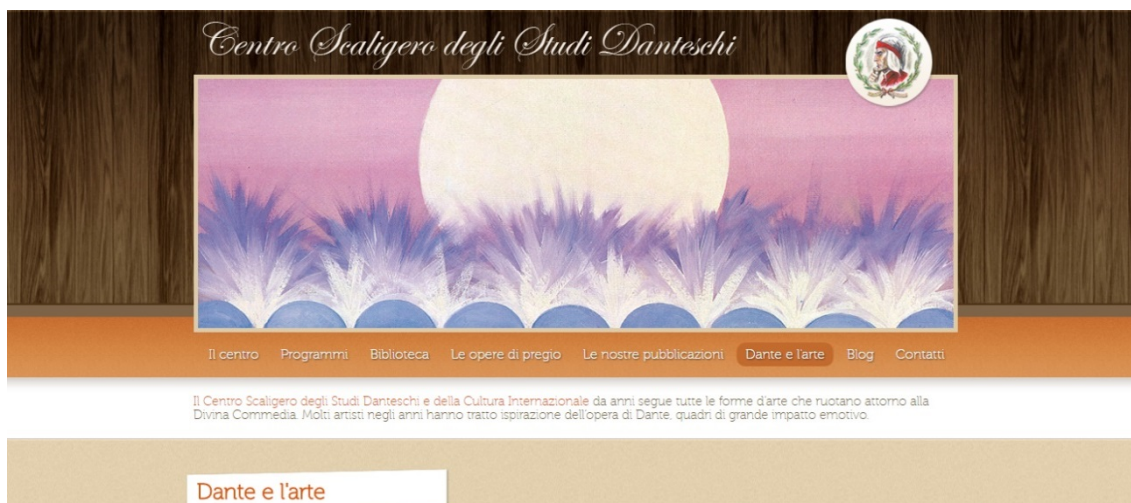 Centro Scaligero degli Studi Danteschi
Il centro Programmi Biblioteca Le opere di pregio Le nostre pubblicazioni Dante e l'arte Blog Contatti
Il Centro Scaligero degli Studi Danteschi e della Cultura Internazionale da anni segue tutte le forme d'arte che ruotano attorno alla
Divina Commedia. Molti artisti negli anni hanno tratto ispirazione dell'opera di Dante, quadri di grande impatto emotivo.
Dante e l'arte